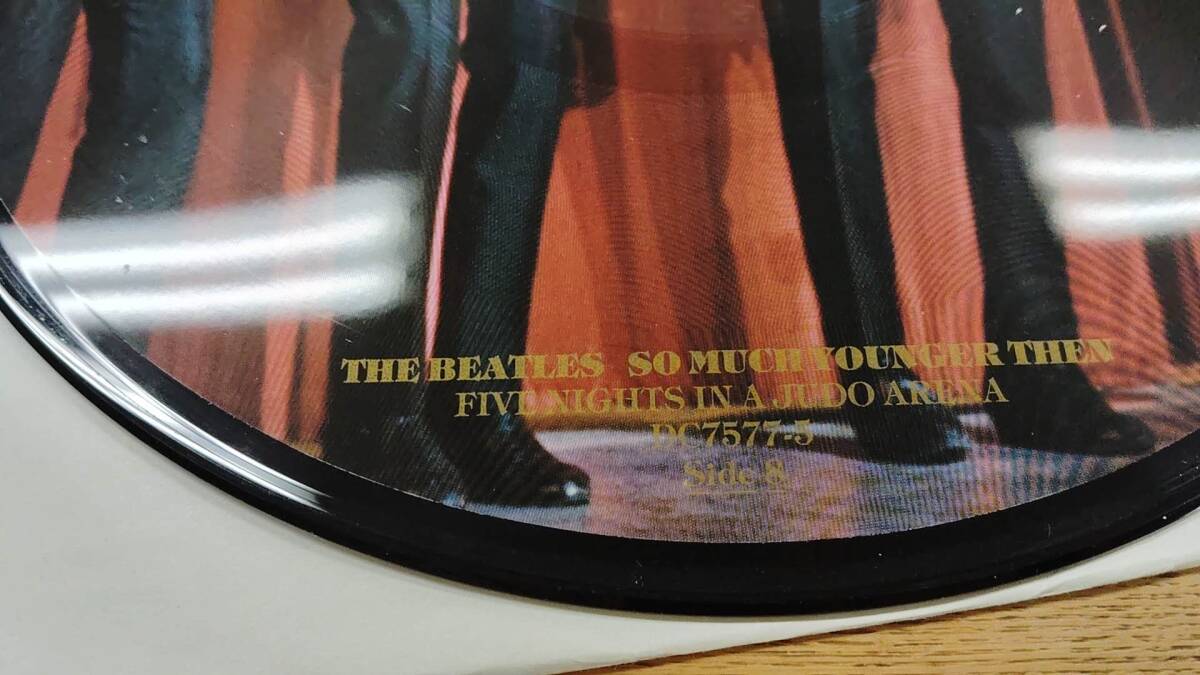 THE BEATLES SO MUCH YOUNGER THEN
FIVE NIGHTS IN A JUDO ARENA
DC7577-5
Side 8